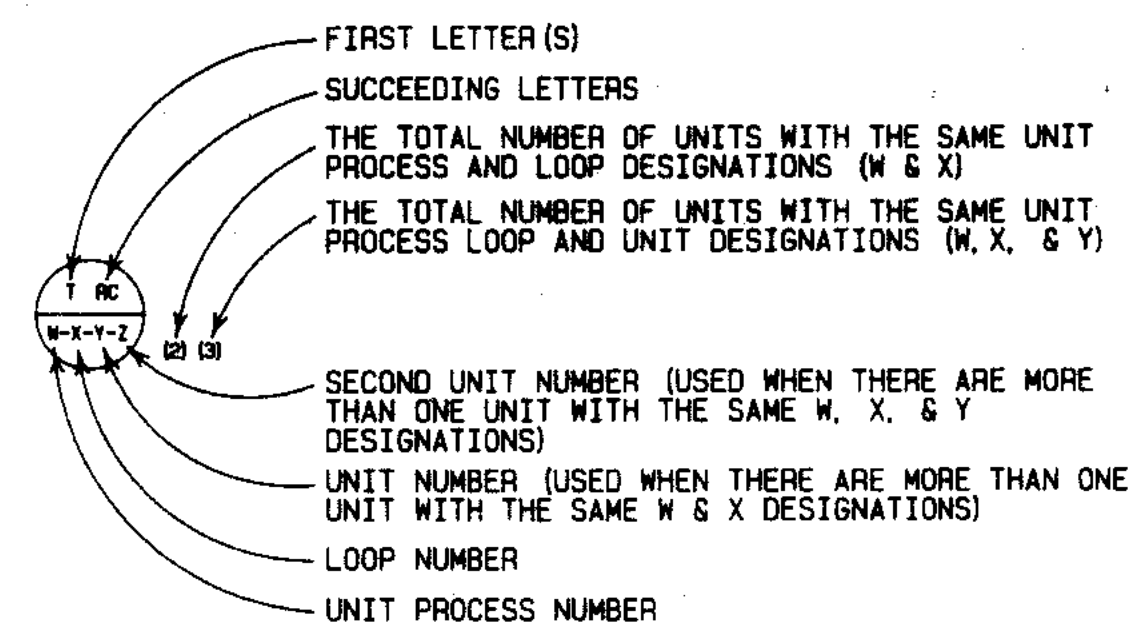 FIRST LETTER(S)
SUCCEEDING LETTERS
THE TOTAL NUMBER OF UNITS WITH THE SAME UNIT
PROCESS AND LOOP DESIGNATIONS (W & X)
THE TOTAL NUMBER OF UNITS WITH THE SAME UNIT
PROCESS LOOP AND UNIT DESIGNATIONS (W, X, & Y)
T AC
W-X-Y-Z
(2) (3)
SECOND UNIT NUMBER (USED WHEN THERE ARE MORE
THAN ONE UNIT WITH THE SAME W, X, & Y
DESIGNATIONS)
UNIT NUMBER (USED WHEN THERE ARE MORE THAN ONE
UNIT WITH THE SAME W & X DESIGNATIONS)
LOOP NUMBER
UNIT PROCESS NUMBER